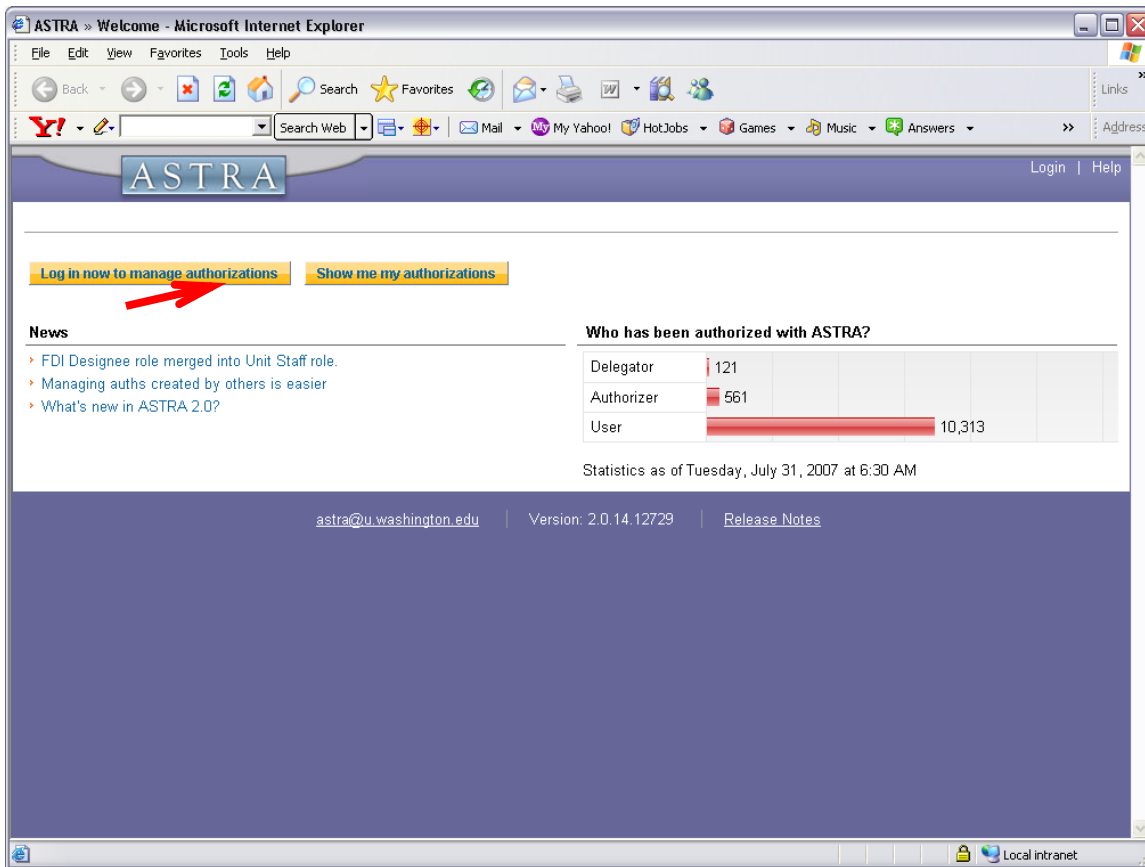 ASTRA » Welcome - Microsoft Internet Explorer
File Edit View Favorites Tools Help
Back Search Favorites Links
Y! Search Web Mail My Yahoo! HotJobs Games Music Answers Address
ASTRA
Login | Help
Log in now to manage authorizations Show me my authorizations
News
FDI Designee role merged into Unit Staff role.
Managing auths created by others is easier
What's new in ASTRA 2.0?
Who has been authorized with ASTRA?
Delegator 121
Authorizer 561
User 10,313
Statistics as of Tuesday, July 31, 2007 at 6:30 AM
astra@u.washington.edu | Version: 2.0.14.12729 | Release Notes
Local intranet